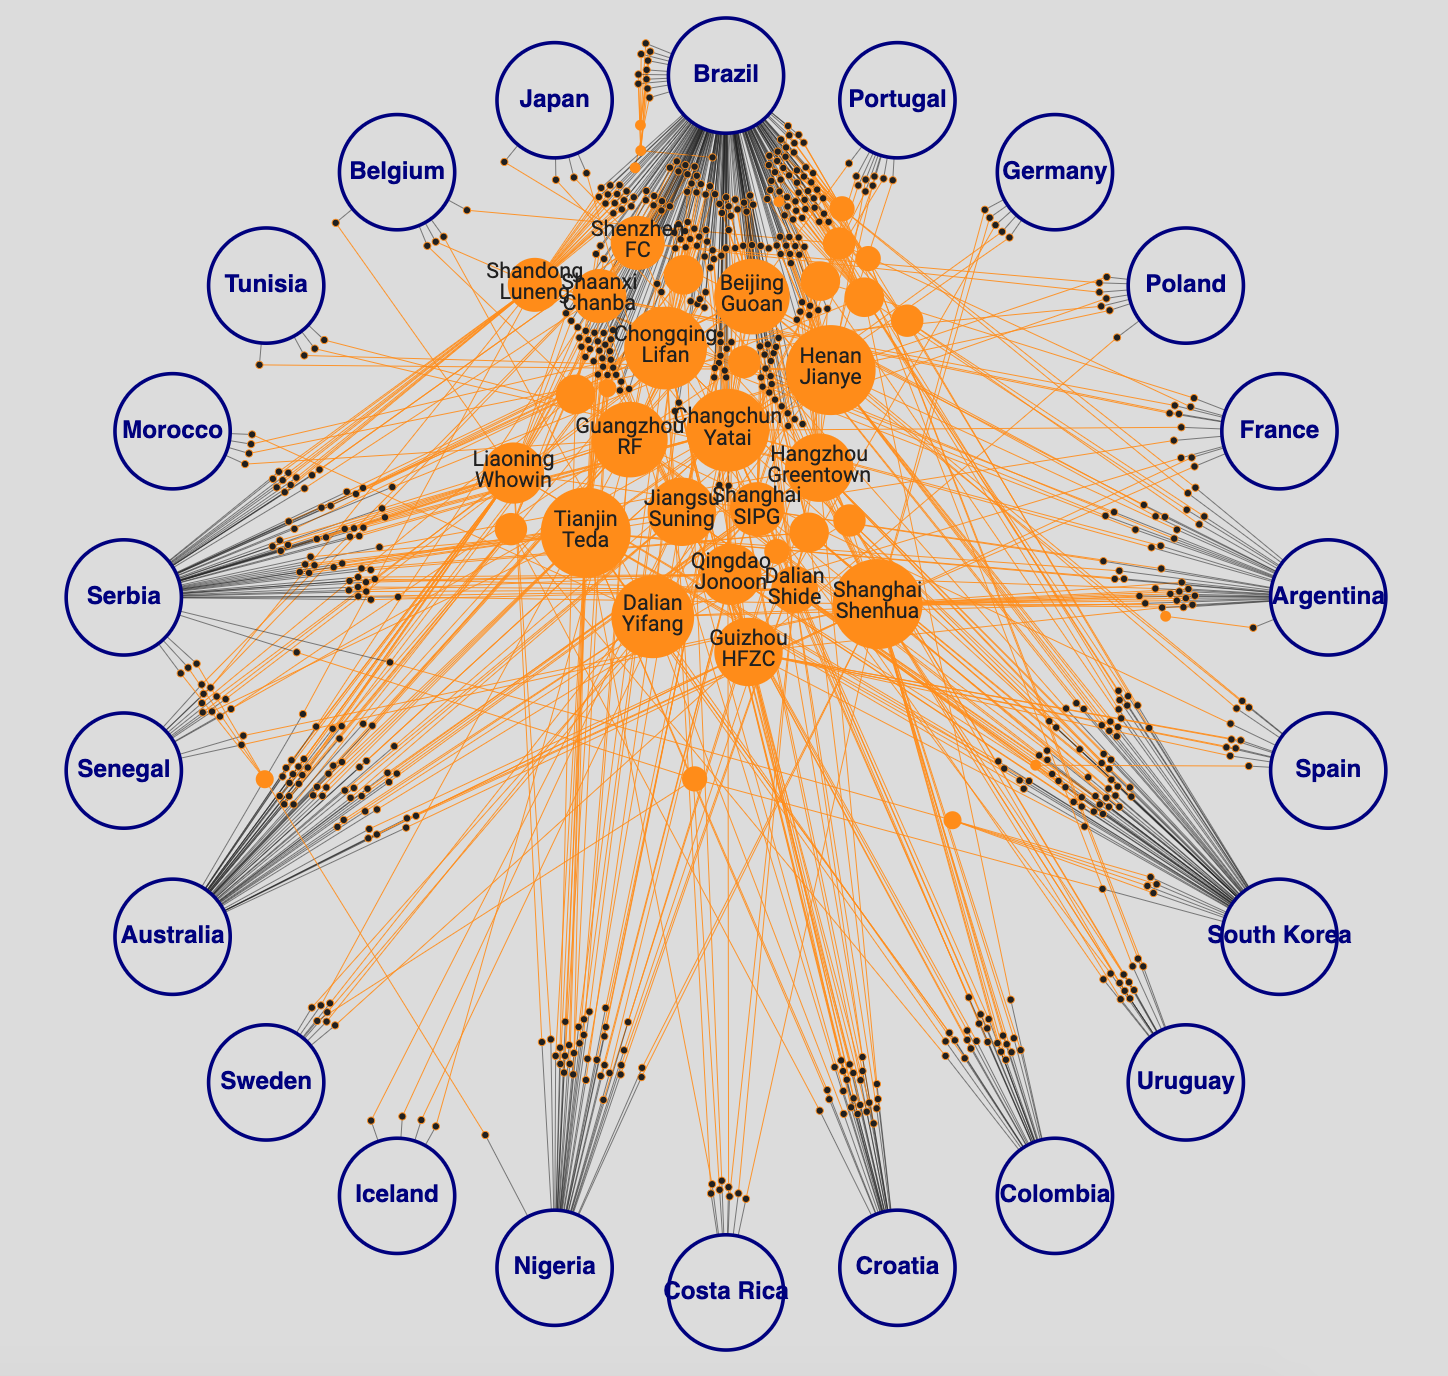 Brazil
Japan
Portugal
Belgium
Germany
Tunisia
Poland
Morocco
France
Serbia
Argentina
Senegal
Spain
Australia
South Korea
Sweden
Uruguay
Iceland
Colombia
Nigeria
Croatia
Costa Rica
Shenzhen
FC
Shandong
Luneng
Shaanxi
Chanba
Beijing
Guoan
Chongqing
Lifan
Henan
Jianye
Guangzhou
RF
Changchun
Yatai
Liaoning
Whowin
Hangzhou
Greentown
Jiangsu
Suning
Shanghai
SIPG
Tianjin
Teda
Qingdao
Jonoon
Dalian
Shide
Shanghai
Shenhua
Dalian
Yifang
Guizhou
HFZC